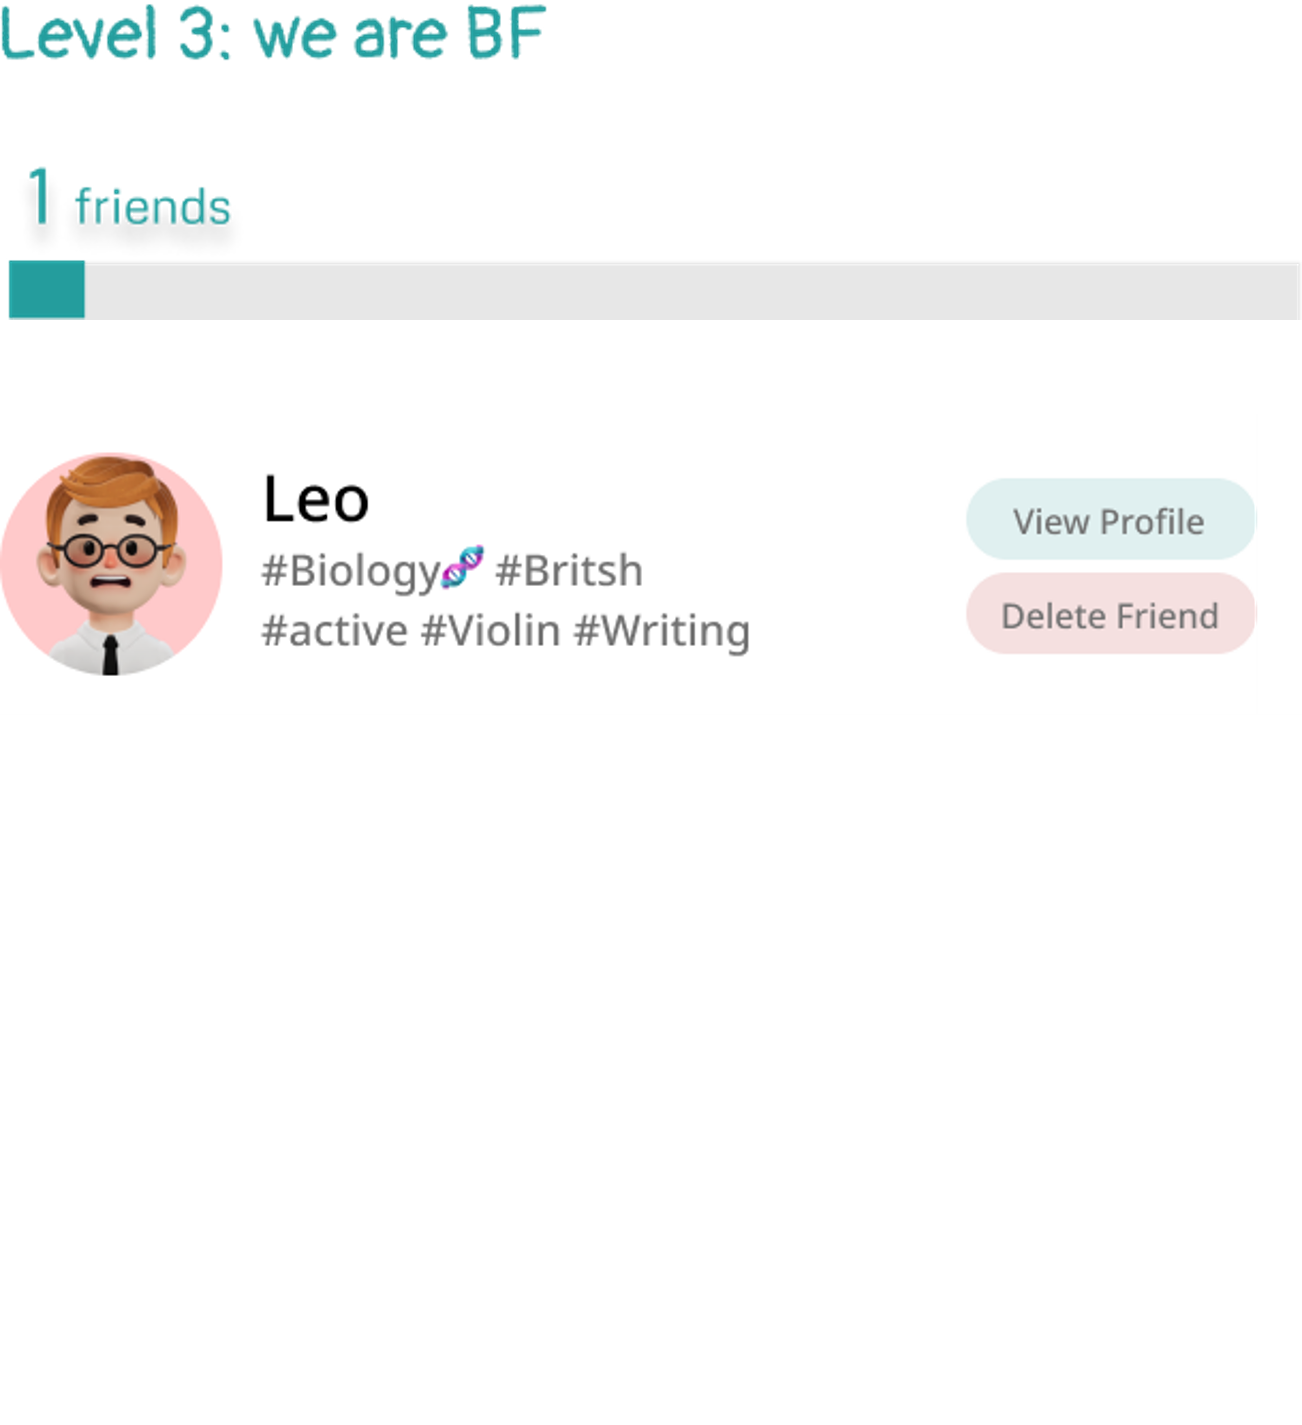 Level 3: we are BF
1 friends
Leo
#Biology🧬 #Britsh
#active #Violin #Writing
View Profile
Delete Friend